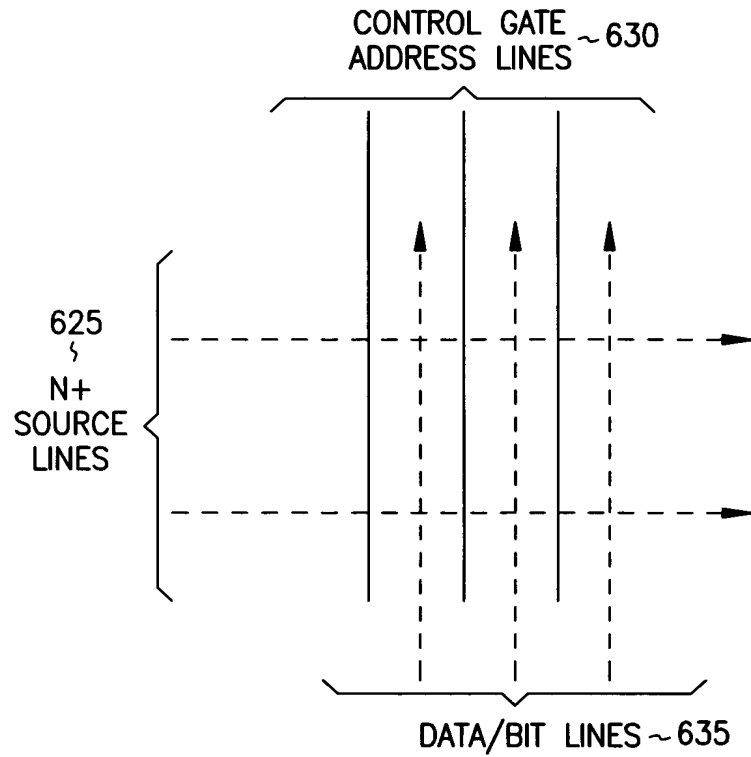 CONTROL GATE
ADDRESS LINES ~630
625
N+
SOURCE
LINES
DATA/BIT LINES ~635